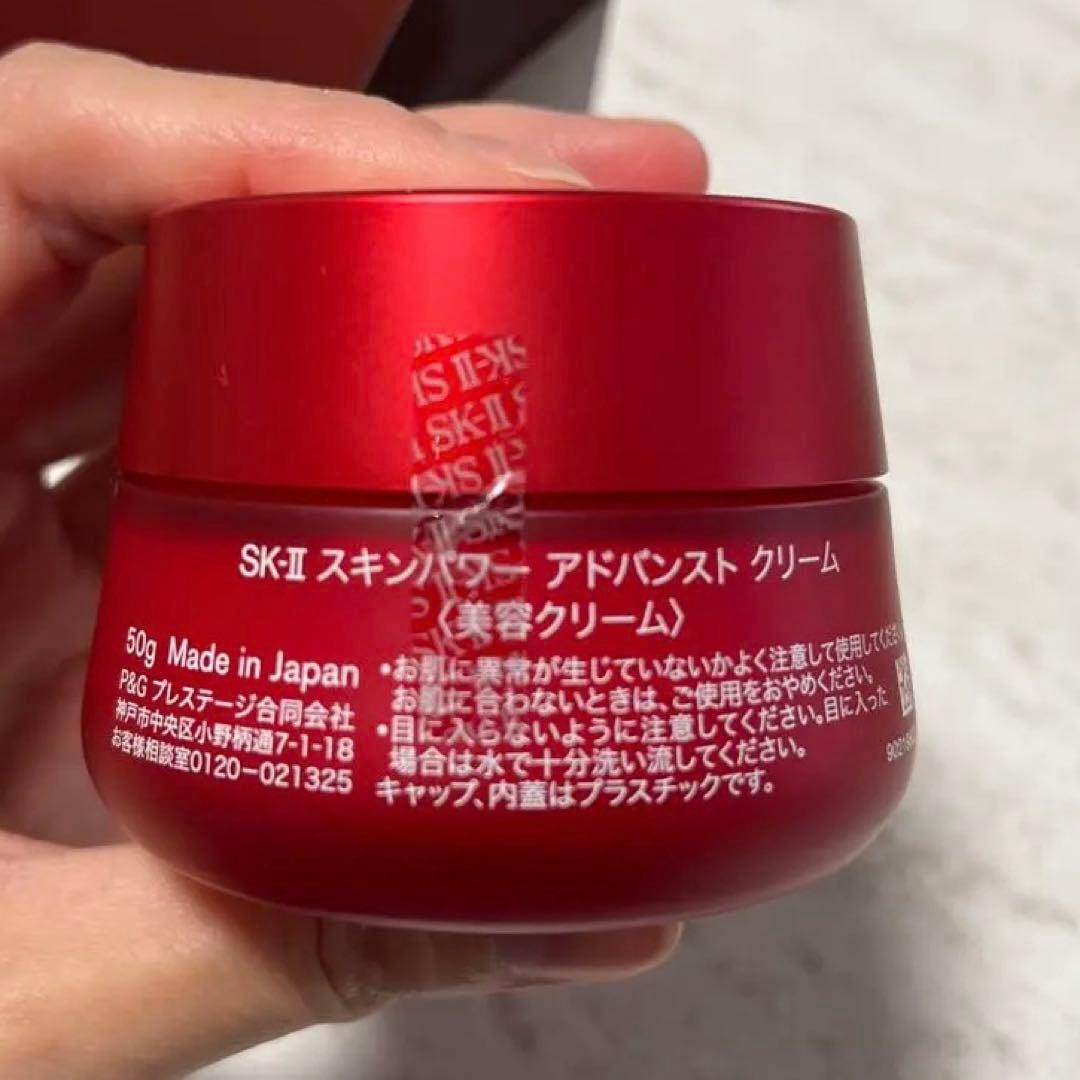 SK-II
SK-II スキンパワー アドバンスト クリーム
〈美容クリーム〉
50g Made in Japan
P&G プレステージ合同会社
神戸市中央区小野柄通7-1-18
お客様相談室0120-021325
・お肌に異常が生じていないかよく注意して使用してください。
お肌に合わないときは、ご使用をおやめください。
・目に入らないように注意してください。目に入った
場合は水で十分洗い流してください。
キャップ、内蓋はプラスチックです。